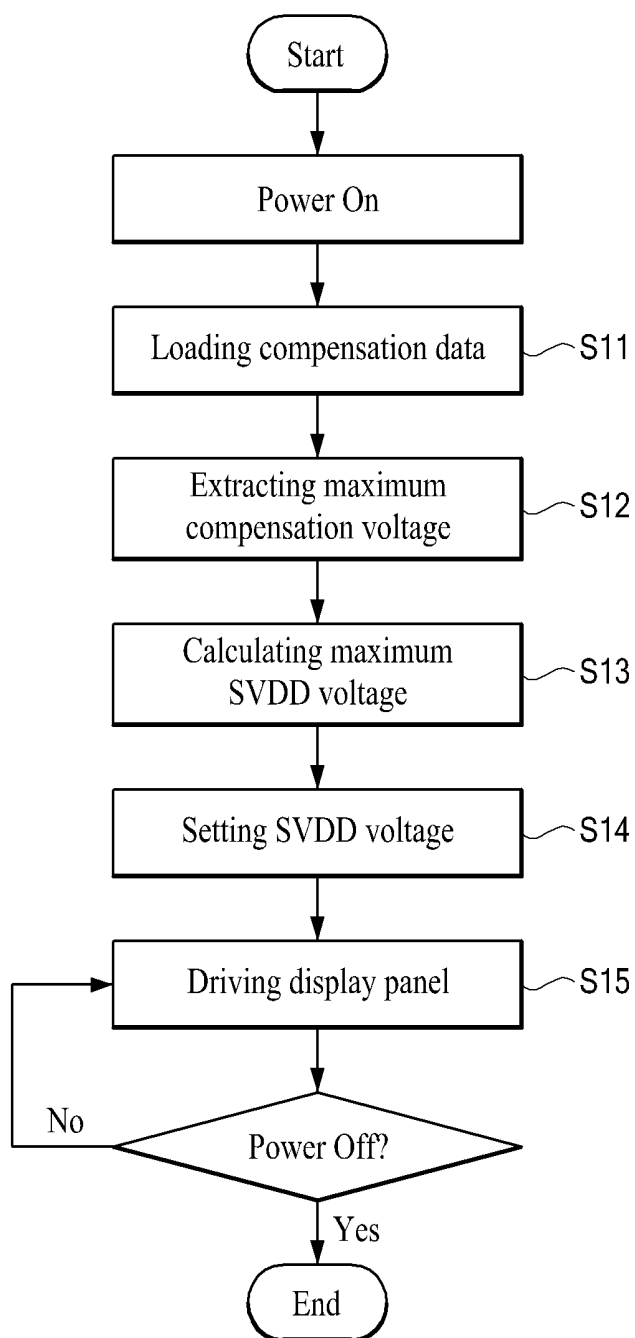 Start
Power On
Loading compensation data
S11
Extracting maximum
compensation voltage
S12
Calculating maximum
SVDD voltage
S13
Setting SVDD voltage
S14
Driving display panel
S15
No
Power Off?
Yes
End